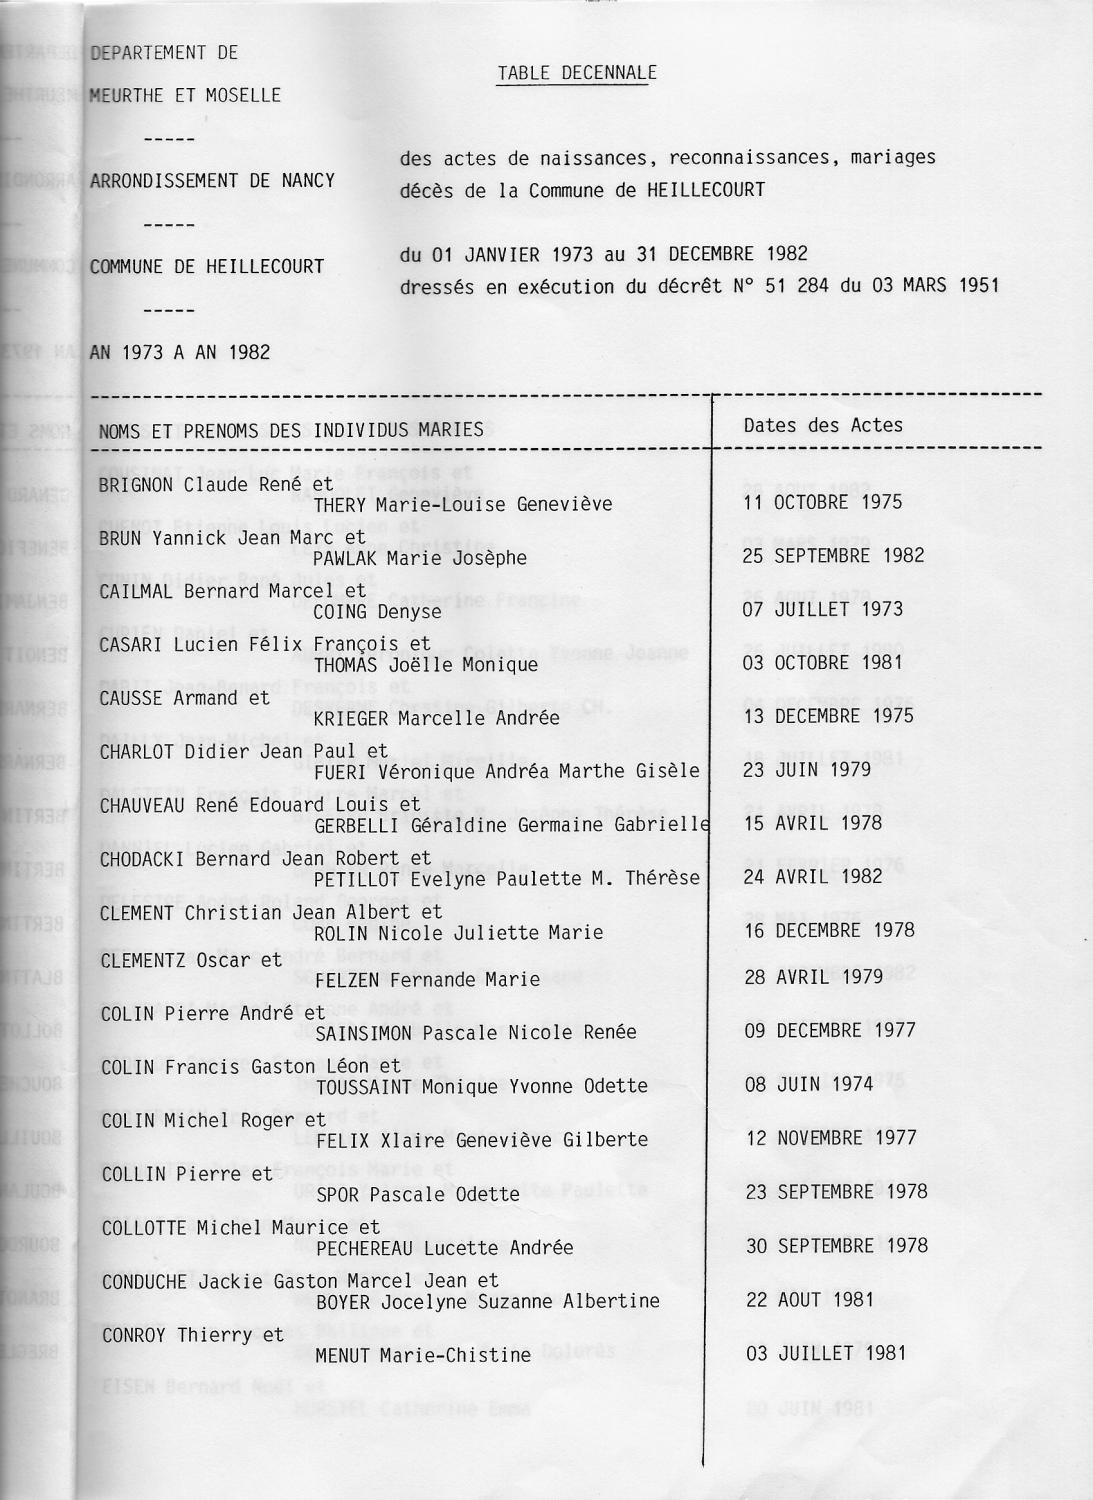 DEPARTEMENT DE
MEURTHE ET MOSELLE
-----
ARRONDISSEMENT DE NANCY
-----
COMMUNE DE HEILLECOURT
-----
AN 1973 A AN 1982
TABLE DECENNALE
des actes de naissances, reconnaissances, mariages
décès de la Commune de HEILLECOURT
du 01 JANVIER 1973 au 31 DECEMBRE 1982
dressés en exécution du décrêt N° 51 284 du 03 MARS 1951
NOMS ET PRENOMS DES INDIVIDUS MARIES Dates des Actes
BRIGNON Claude René et
THERY Marie-Louise Geneviève 11 OCTOBRE 1975
BRUN Yannick Jean Marc et
PAWLAK Marie Josèphe 25 SEPTEMBRE 1982
CAILMAL Bernard Marcel et
COING Denyse 07 JUILLET 1973
CASARI Lucien Félix François et
THOMAS Joëlle Monique 03 OCTOBRE 1981
CAUSSE Armand et
KRIEGER Marcelle Andrée 13 DECEMBRE 1975
CHARLOT Didier Jean Paul et
FUERI Véronique Andréa Marthe Gisèle 23 JUIN 1979
CHAUVEAU René Edouard Louis et
GERBELLI Géraldine Germaine Gabrielle 15 AVRIL 1978
CHODACKI Bernard Jean Robert et
PETILLOT Evelyne Paulette M. Thérèse 24 AVRIL 1982
CLEMENT Christian Jean Albert et
ROLIN Nicole Juliette Marie 16 DECEMBRE 1978
CLEMENTZ Oscar et
FELZEN Fernande Marie 28 AVRIL 1979
COLIN Pierre André et
SAINSIMON Pascale Nicole Renée 09 DECEMBRE 1977
COLIN Francis Gaston Léon et
TOUSSAINT Monique Yvonne Odette 08 JUIN 1974
COLIN Michel Roger et
FELIX Xlaire Geneviève Gilberte 12 NOVEMBRE 1977
COLLIN Pierre et
SPOR Pascale Odette 23 SEPTEMBRE 1978
COLLOTTE Michel Maurice et
PECHEREAU Lucette Andrée 30 SEPTEMBRE 1978
CONDUCHE Jackie Gaston Marcel Jean et
BOYER Jocelyne Suzanne Albertine 22 AOUT 1981
CONROY Thierry et
MENUT Marie-Chistine 03 JUILLET 1981